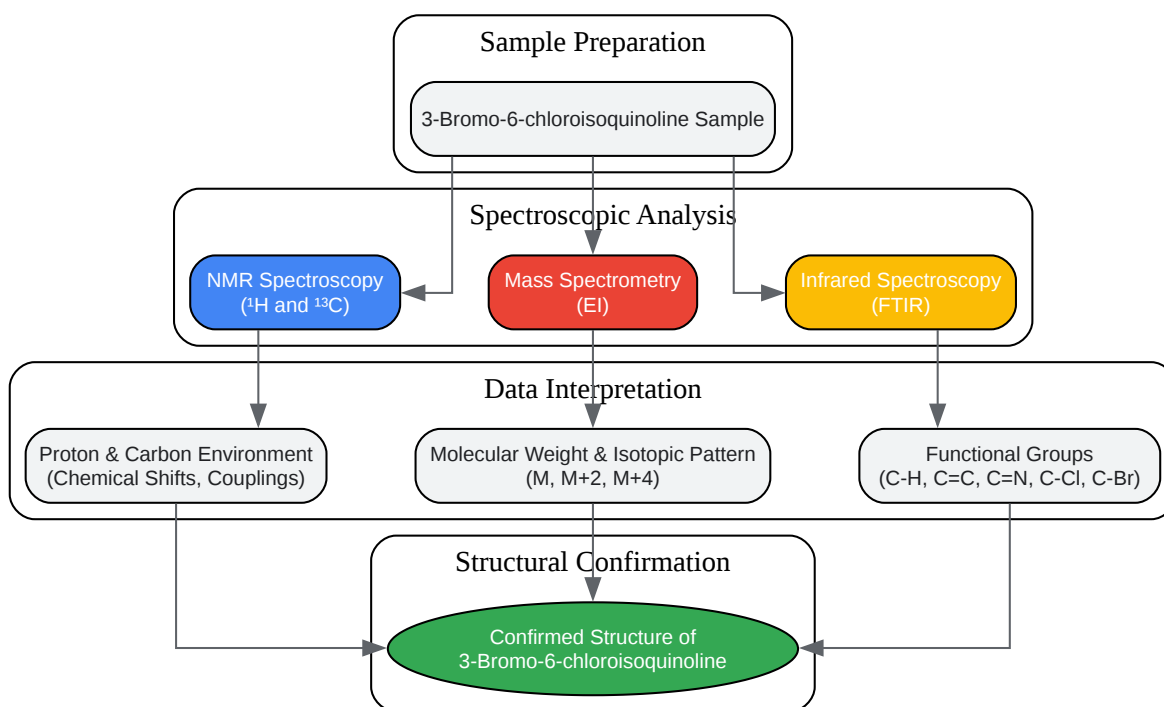 Sample Preparation
3-Bromo-6-chloroisoquinoline Sample
Spectroscopic Analysis
NMR Spectroscopy
(¹H and ¹³C)
Mass Spectrometry
(EI)
Infrared Spectroscopy
(FTIR)
Data Interpretation
Proton & Carbon Environment
(Chemical Shifts, Couplings)
Molecular Weight & Isotopic Pattern
(M, M+2, M+4)
Functional Groups
(C-H, C=C, C=N, C-Cl, C-Br)
Structural Confirmation
Confirmed Structure of
3-Bromo-6-chloroisoquinoline